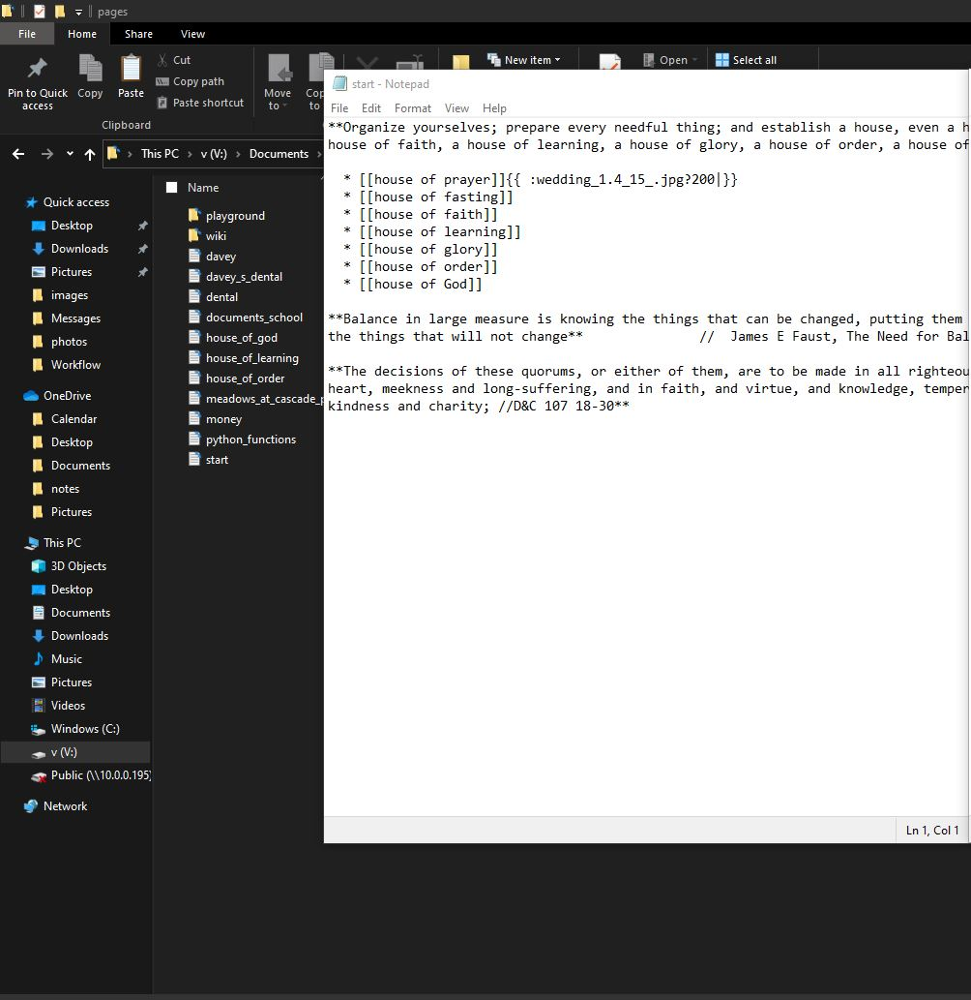 pages
File Home Share View
Pin to Quick access
Copy
Paste
Cut
Copy path
Paste shortcut
Clipboard
Move to
New item
Open
Select all
This PC > v (V:) > Documents >
Name
Quick access
Desktop
Downloads
Pictures
images
Messages
photos
Workflow
OneDrive
Calendar
Desktop
Documents
notes
Pictures
This PC
3D Objects
Desktop
Documents
Downloads
Music
Pictures
Videos
Windows (C:)
v (V:)
Public (\\10.0.0.195)
Network
playground
wiki
davey
davey_s_dental
dental
documents_school
house_of_god
house_of_learning
house_of_order
meadows_at_cascade_p
money
python_functions
start
start - Notepad
File Edit Format View Help
**Organize yourselves; prepare every needful thing; and establish a house, even a h
house of faith, a house of learning, a house of glory, a house of order, a house of
* [[house of prayer]]{{ :wedding_1.4_15_.jpg?200|}}
* [[house of fasting]]
* [[house of faith]]
* [[house of learning]]
* [[house of glory]]
* [[house of order]]
* [[house of God]]
**Balance in large measure is knowing the things that can be changed, putting them
the things that will not change** // James E Faust, The Need for Bal
**The decisions of these quorums, or either of them, are to be made in all righteou
heart, meekness and long-suffering, and in faith, and virtue, and knowledge, temper
kindness and charity; //D&C 107 18-30**
Ln 1, Col 1